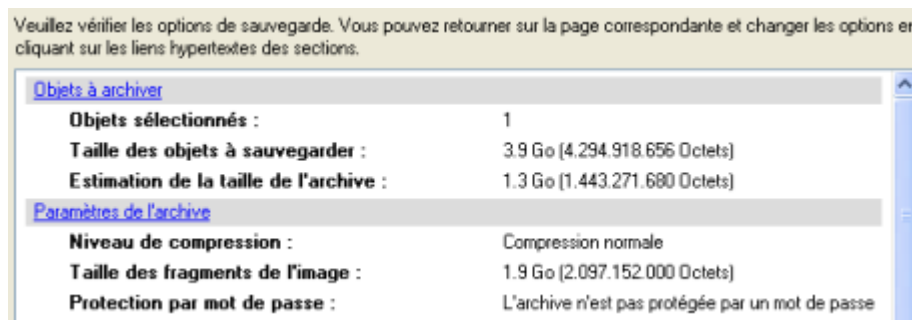 Veuillez vérifier les options de sauvegarde. Vous pouvez retourner sur la page correspondante et changer les options en
cliquant sur les liens hypertextes des sections.
Objets à archiver
Objets sélectionnés : 1
Taille des objets à sauvegarder : 3.9 Go (4.294.918.656 Octets)
Estimation de la taille de l'archive : 1.3 Go (1.443.271.680 Octets)
Paramètres de l'archive
Niveau de compression : Compression normale
Taille des fragments de l'image : 1.9 Go (2.097.152.000 Octets)
Protection par mot de passe : L'archive n'est pas protégée par un mot de passe